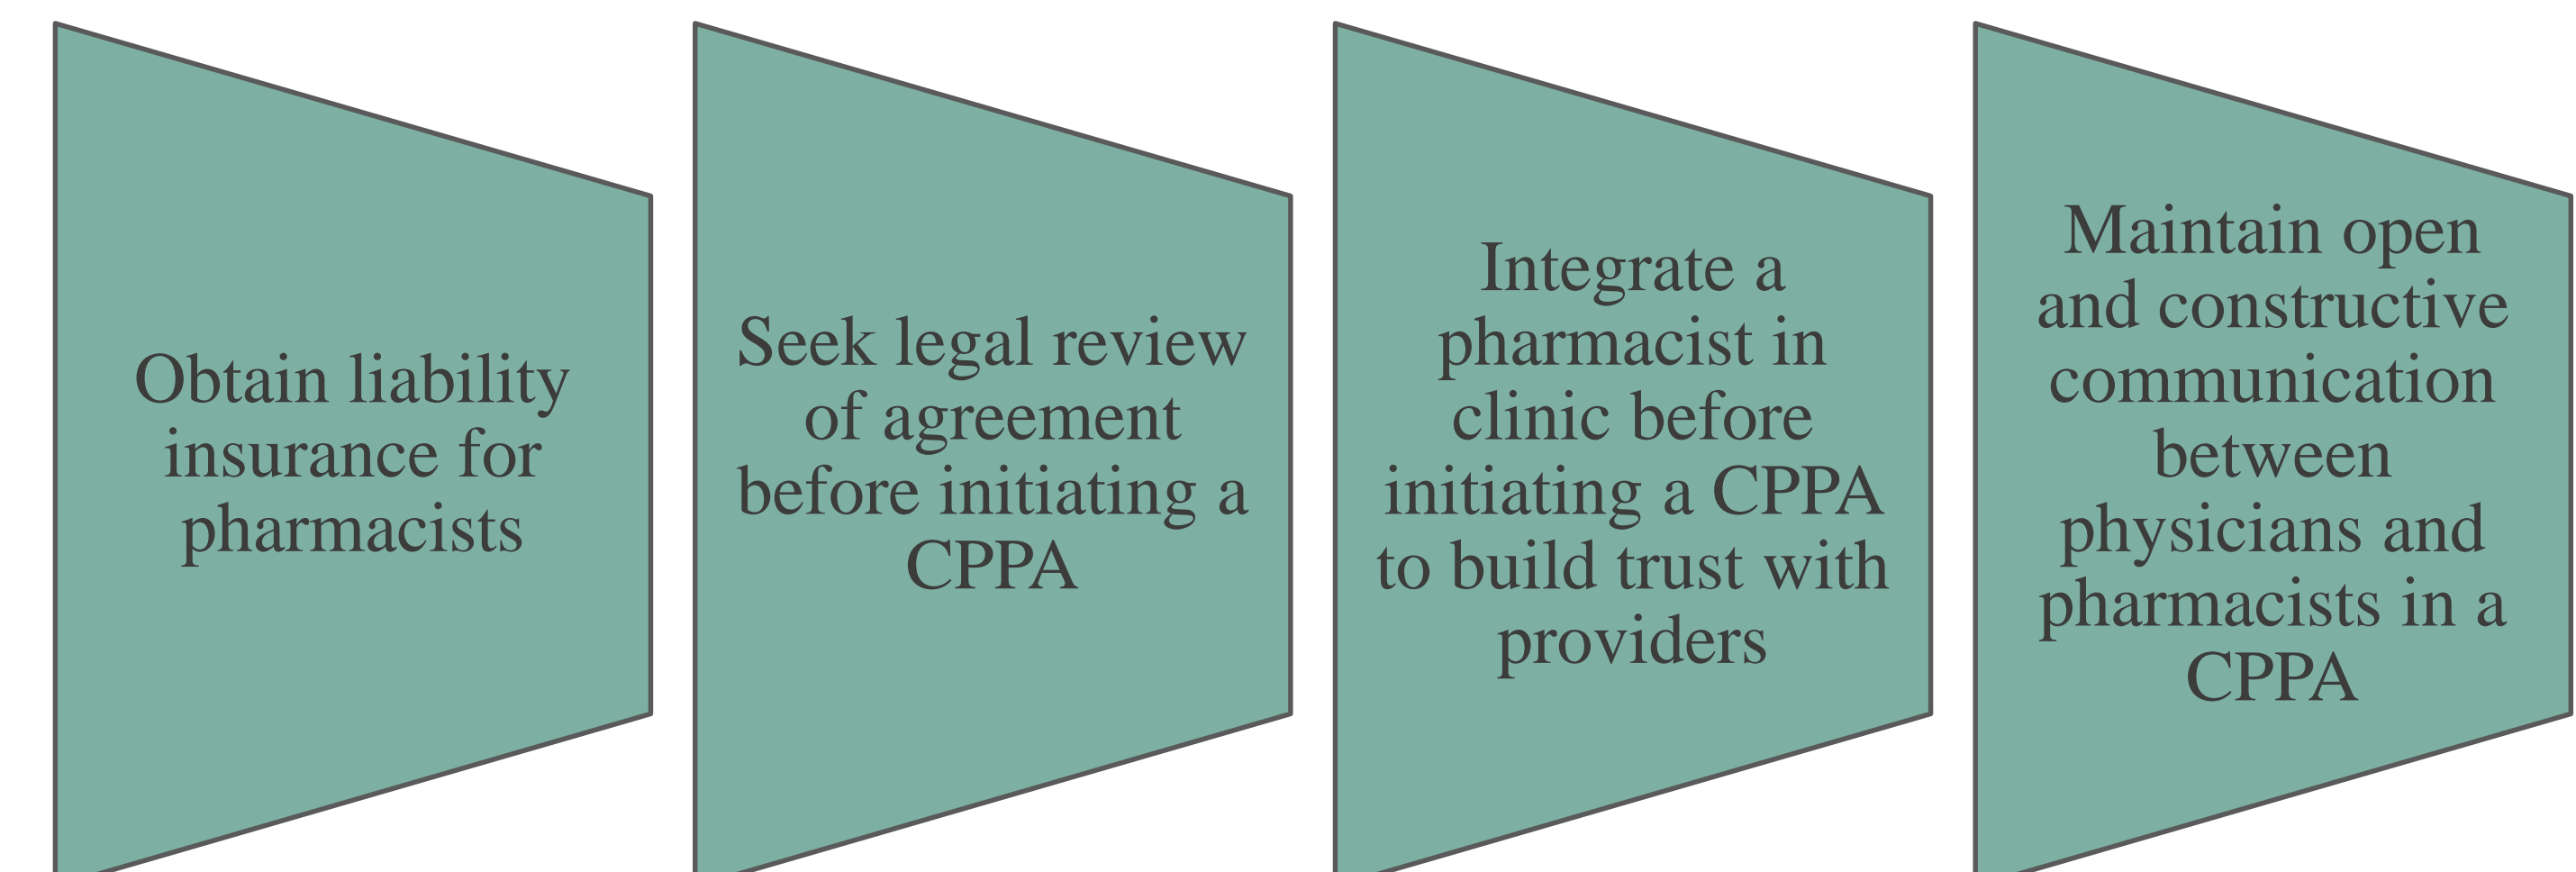 Obtain liability
insurance for
pharmacists
Seek legal review
of agreement
before initiating a
CPPA
Integrate a
pharmacist in
clinic before
initiating a CPPA
to build trust with
providers
Maintain open
and constructive
communication
between
physicians and
pharmacists in a
CPPA